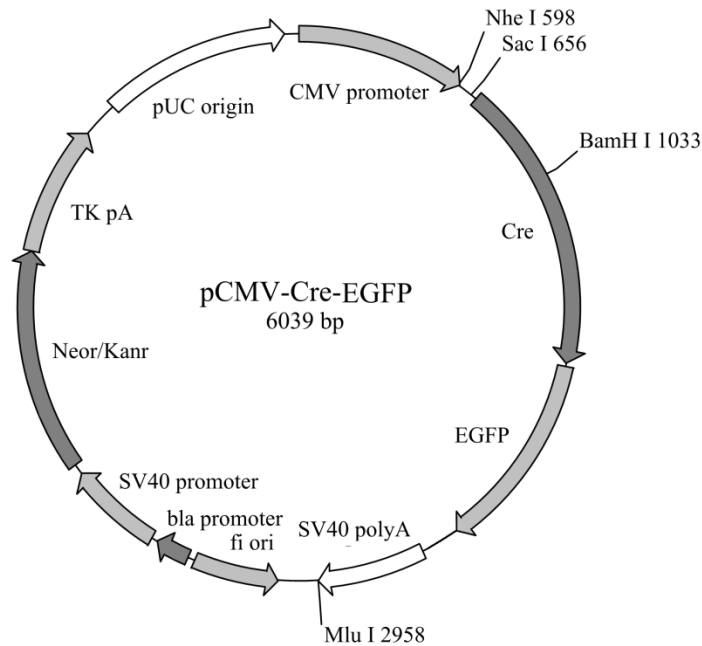 Nhe I 598
Sac I 656
CMV promoter
pUC origin
BamH I 1033
TK pA
Cre
pCMV-Cre-EGFP
6039 bp
Neor/Kanr
EGFP
SV40 promoter
bla promoter
SV40 polyA
fi ori
Mlu I 2958